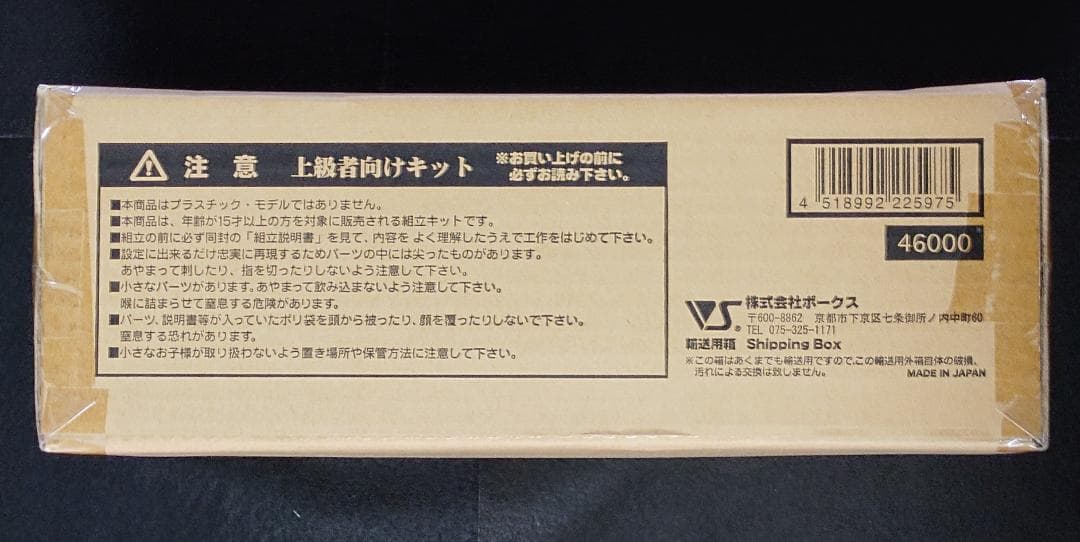 注意 上級者向けキット ※お買い上げの前に
必ずお読み下さい。
■本商品はプラスチック・モデルではありません。
■本商品は、年齢が15才以上の方を対象に販売される組立キットです。
■組立の前に必ず同封の「組立説明書」を見て、内容を よく理解したうえで工作をはじめて下さい。
■設定に出来るだけ忠実に再現するためパーツの中には尖ったものがあります。
あやまって刺したり、指を切ったりしないよう注意して下さい。
■小さなパーツがあります。あやまって飲み込まないよう注意して下さい。
喉に詰まらせて窒息する危険があります。
■パーツ、説明書等が入っていたポリ袋を頭から被ったり、顔を覆ったりしないで下さい。
窒息する恐れがあります。
■小さなお子様が取り扱わないよう置き場所や保管方法に注意して下さい。
4 518992 225975
46000
VS® 株式会社ボークス
〒600-8862 京都市下京区七条御所ノ内中町60
TEL 075-325-1171
輸送用箱 Shipping Box
※この箱はあくまでも輸送用ですので、この輸送用外箱自体の破損、
汚れによる交換は致しません。
MADE IN JAPAN